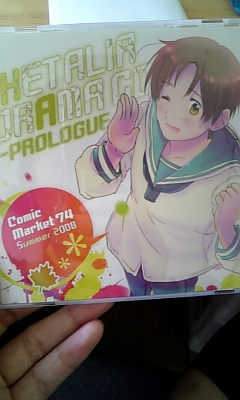 HETALIA
DRAMA CD
-PROLOGUE
Comic
Market 74
Summer 2008